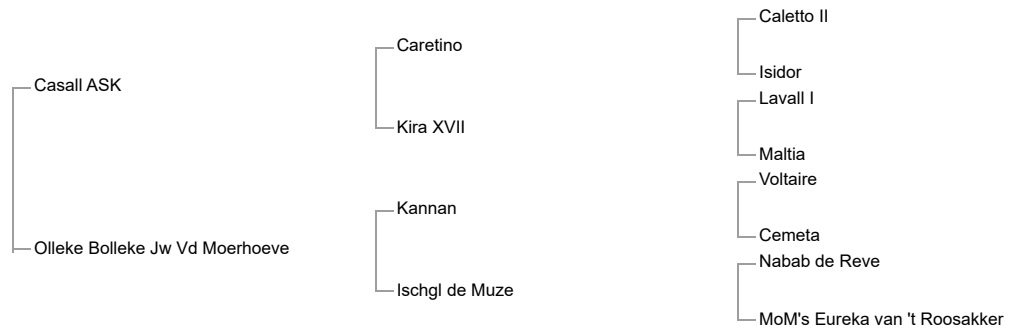 Caletto II
Caretino
Isidor
Casall ASK
Lavall I
Kira XVII
Maltia
Voltaire
Kannan
Cemeta
Olleke Bolleke Jw Vd Moerhoeve
Nabab de Reve
Ischgl de Muze
MoM's Eureka van 't Roosakker